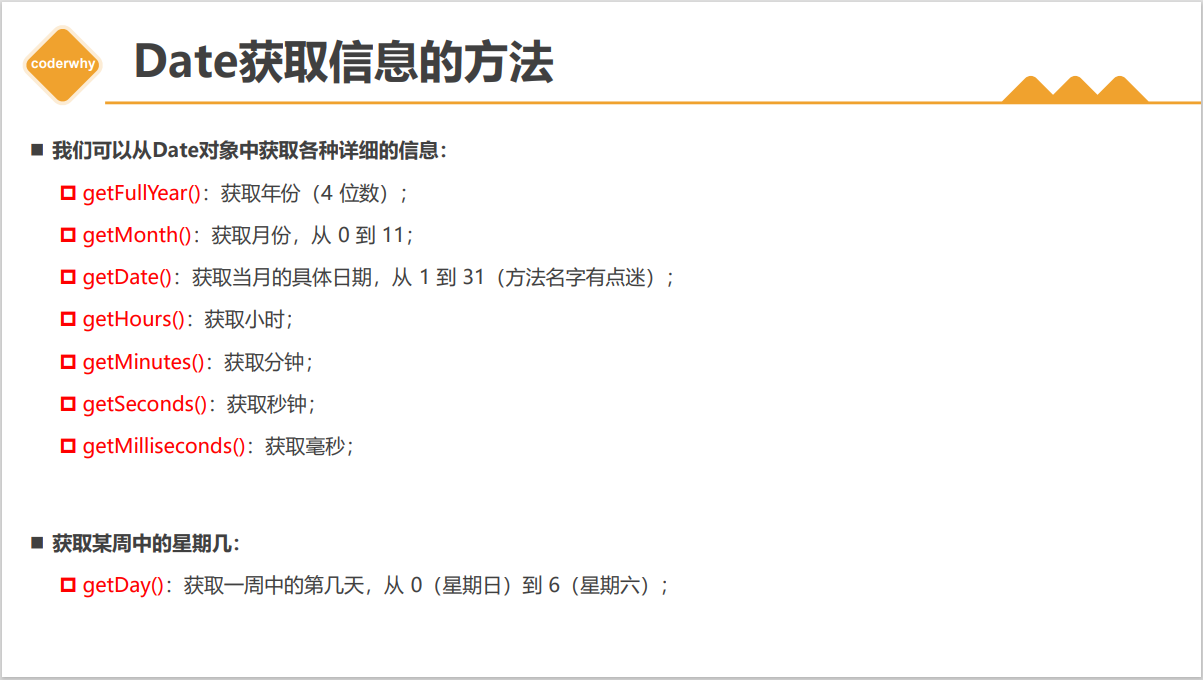 coderwhy
Date获取信息的方法
我们可以从Date对象中获取各种详细的信息：
getFullYear()：获取年份（4 位数）；
getMonth()：获取月份，从 0 到 11；
getDate()：获取当月的具体日期，从 1 到 31（方法名字有点迷）；
getHours()：获取小时；
getMinutes()：获取分钟；
getSeconds()：获取秒钟；
getMilliseconds()：获取毫秒；
获取某周中的星期几：
getDay()：获取一周中的第几天，从 0（星期日）到 6（星期六）；